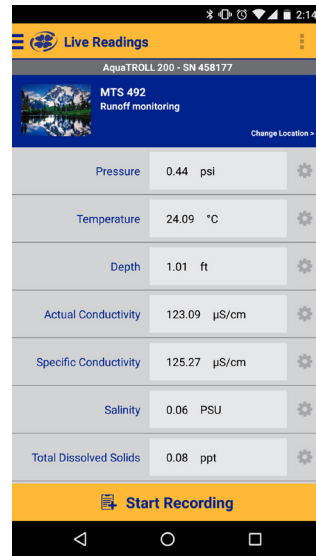 2:14
Live Readings
AquaTROLL 200 - SN 458177
MTS 492
Runoff monitoring
Change Location >
Pressure 0.44 psi
Temperature 24.09 °C
Depth 1.01 ft
Actual Conductivity 123.09 µS/cm
Specific Conductivity 125.27 µS/cm
Salinity 0.06 PSU
Total Dissolved Solids 0.08 ppt
Start Recording